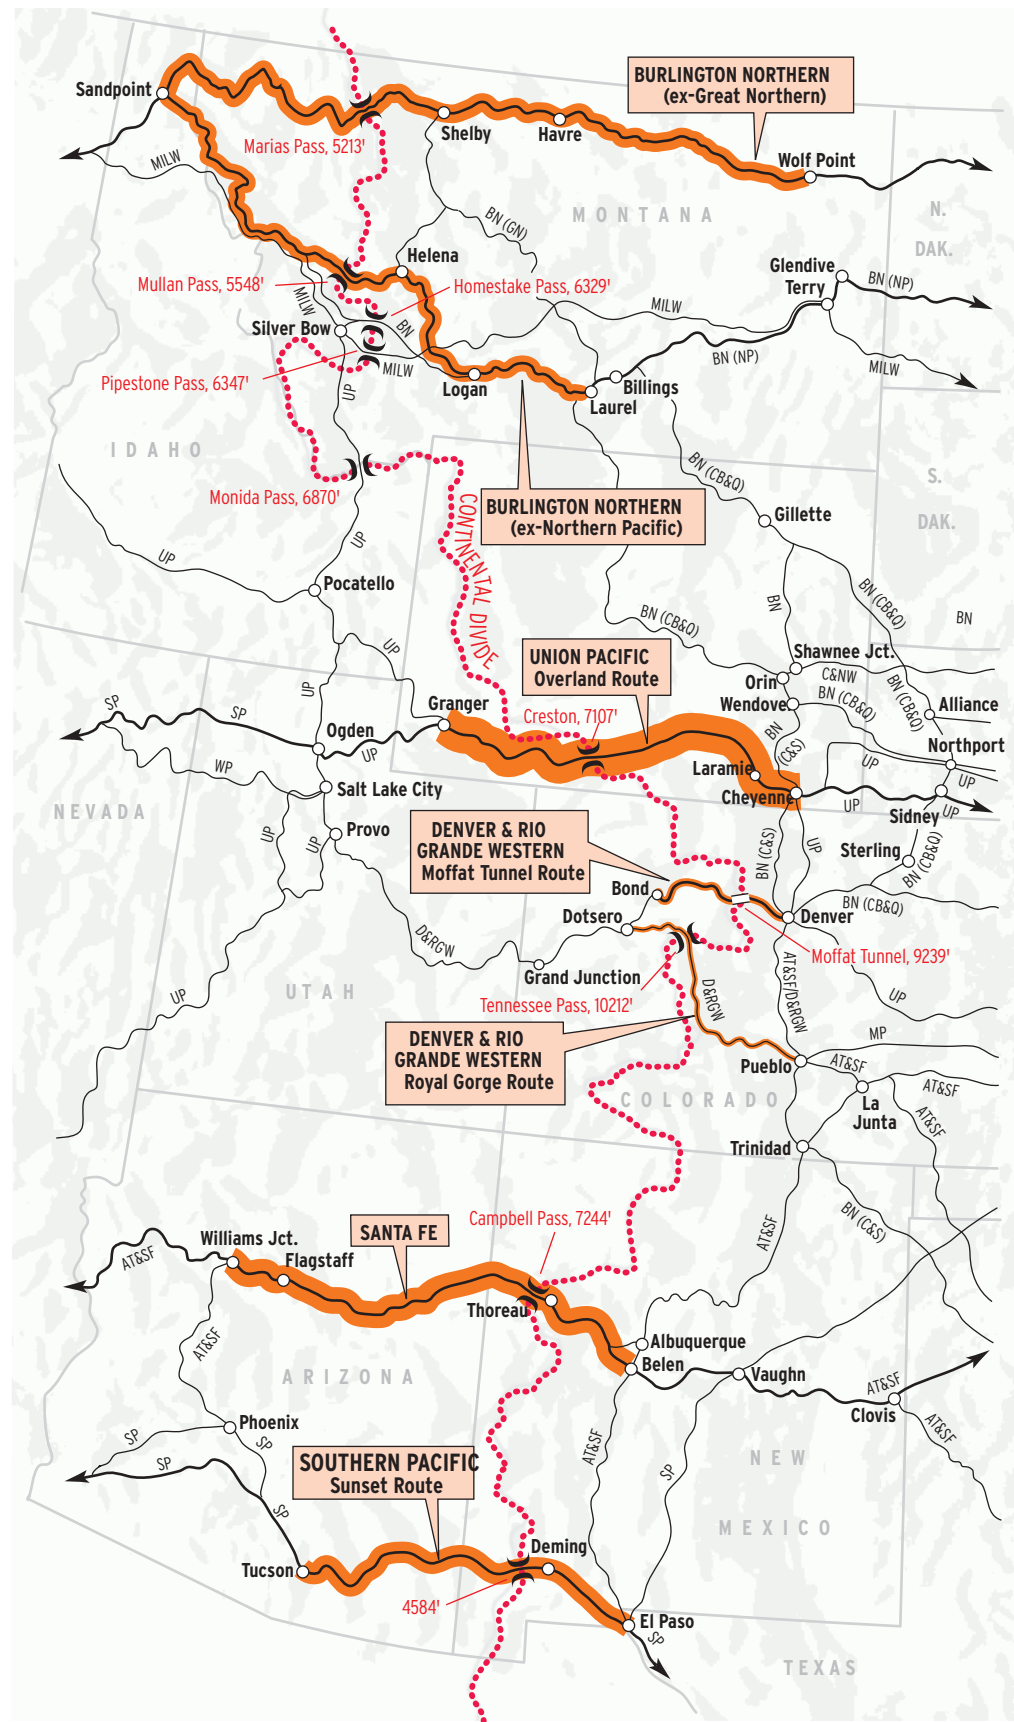 BURLINGTON NORTHERN
(ex-Great Northern)
Sandpoint
Shelby
Havre
Marias Pass, 5213'
Wolf Point
MILW
MONTANA
N.
DAK.
BN (GN)
Helena
Mullan Pass, 5548'
Homestake Pass, 6329'
Glendive
Terry
BN (NP)
MILW
MILW
Silver Bow
BN
BN (NP)
Pipestone Pass, 6347'
MILW
MILW
UP
Logan
Billings
Laurel
IDAHO
BN (CB&Q)
S.
DAK.
Monida Pass, 6870'
CONTINENTAL DIVIDE
BURLINGTON NORTHERN
(ex-Northern Pacific)
Gillette
UP
UP
Pocatello
BN
BN (CB&Q)
BN (CB&Q)
BN
UP
UNION PACIFIC
Overland Route
Shawnee Jct.
Orin
C&NW
BN (CB&Q)
UP
Granger
Creston, 7107'
Wendover
BN (CB&Q)
Alliance
SP
SP
Ogden
UP
BN (C&S)
Northport
WP
Laramie
UP
UP
Salt Lake City
Cheyenne
UP
UP
Sidney
NEVADA
UP
UP
Provo
DENVER & RIO
GRANDE WESTERN
Moffat Tunnel Route
BN (C&S)
UP
Sterling
BN (CB&Q)
Bond
BN (CB&Q)
Dotsero
Denver
D&RGW
Moffat Tunnel, 9239'
Grand Junction
UTAH
UP
Tennessee Pass, 10212'
D&RGW
AT&SF/D&RGW
UP
DENVER & RIO
GRANDE WESTERN
Royal Gorge Route
MP
Pueblo
AT&SF
AT&SF
COLORADO
La
Junta
AT&SF
Trinidad
Campbell Pass, 7244'
AT&SF
BN (C&S)
SANTA FE
Williams Jct.
AT&SF
Flagstaff
Thoreau
AT&SF
Albuquerque
Belen
Vaughn
ARIZONA
AT&SF
Clovis
AT&SF
Phoenix
SP
SP
SP
AT&SF
SP
NEW
MEXICO
SOUTHERN PACIFIC
Sunset Route
SP
Deming
Tucson
4584'
El Paso
SP
TEXAS